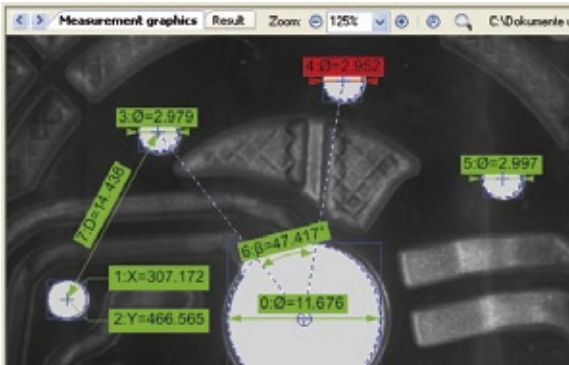 Measurement graphics Result Zoom: 125% C:\Dokumente
4:Ø=2.952
3:Ø=2.979
5:Ø=2.997
7:D=14.438
6:β=47.417°
1:X=307.172
0:Ø=11.676
2:Y=466.565